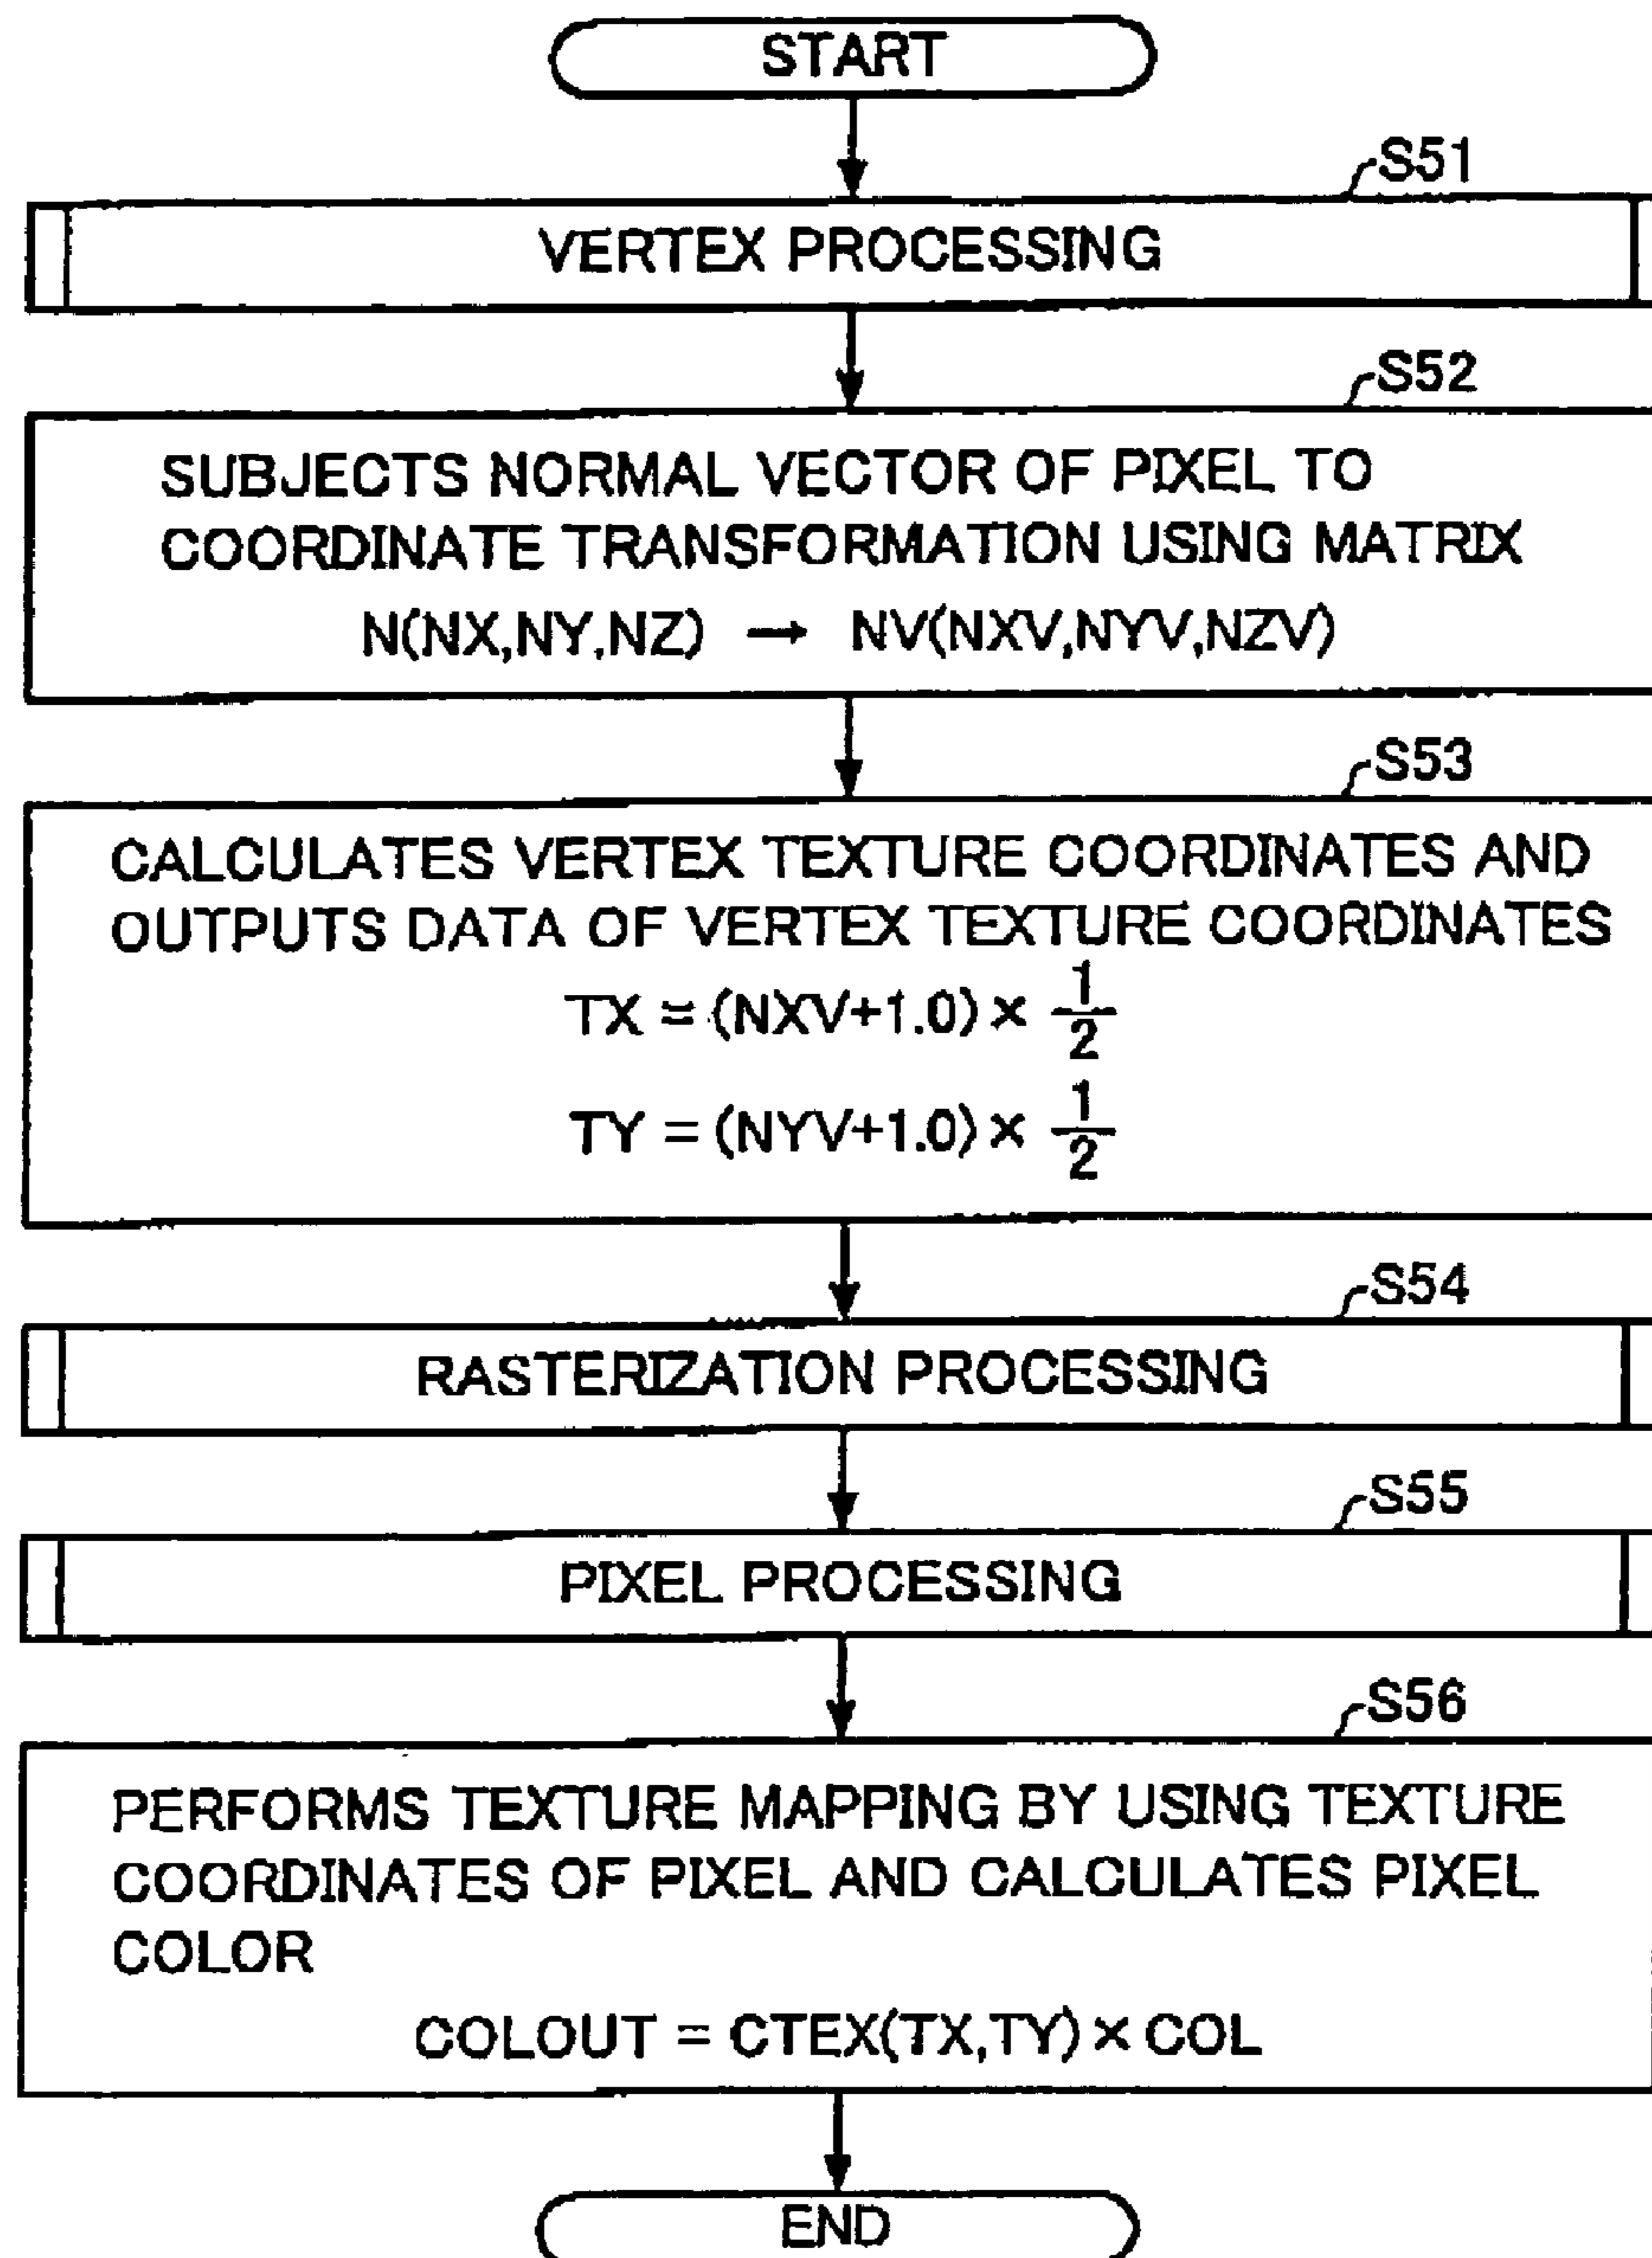 START
S51
VERTEX PROCESSING
S52
SUBJECTS NORMAL VECTOR OF PIXEL TO
COORDINATE TRANSFORMATION USING MATRIX
N(NX,NY,NZ) → NV(NXV,NYV,NZV)
S53
CALCULATES VERTEX TEXTURE COORDINATES AND
OUTPUTS DATA OF VERTEX TEXTURE COORDINATES
TX = (NXV+1.0) × 1/2
TY = (NYV+1.0) × 1/2
S54
RASTERIZATION PROCESSING
S55
PIXEL PROCESSING
S56
PERFORMS TEXTURE MAPPING BY USING TEXTURE
COORDINATES OF PIXEL AND CALCULATES PIXEL
COLOR
COLOUT = CTEX(TX,TY) × COL
END